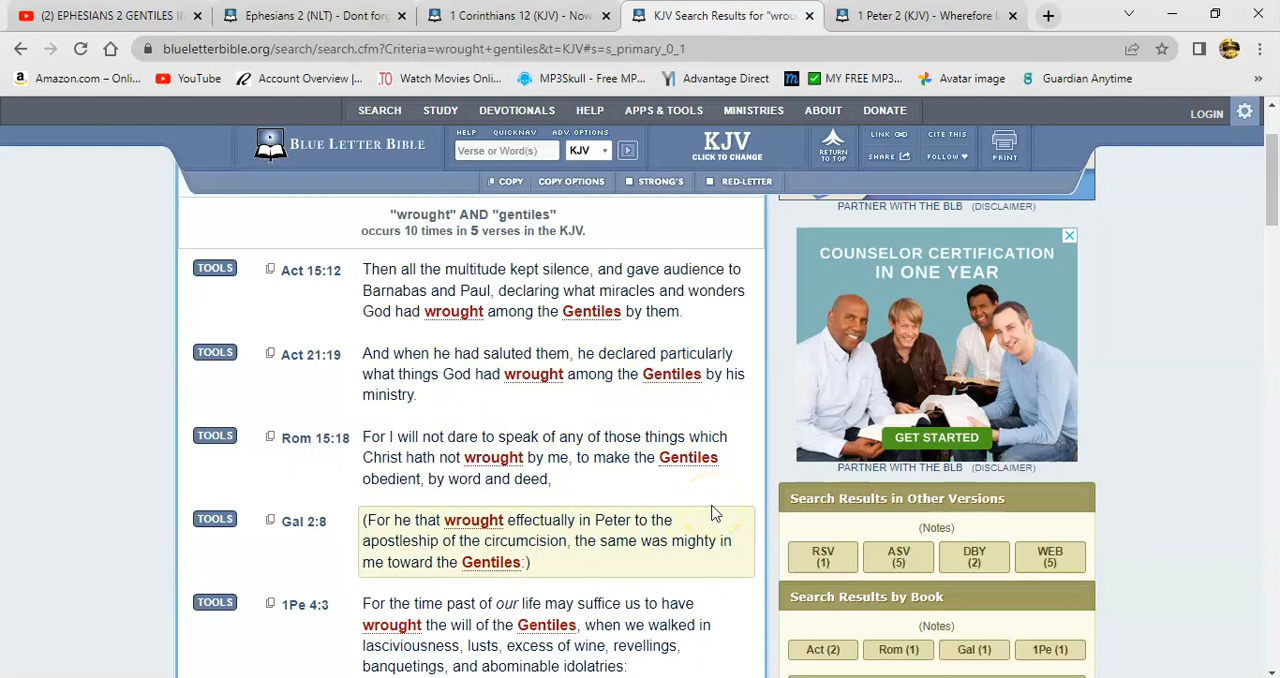 (2) EPHESIANS 2 GENTILES I
Ephesians 2 (NLT) - Dont for
1 Corinthians 12 (KJV) - Now
KJV Search Results for "wrou
1 Peter 2 (KJV) - Wherefore l
blueletterbible.org/search/search.cfm?Criteria=wrought+gentiles&t=KJV#s=s_primary_0_1
Amazon.com – Onli...
YouTube
Account Overview |...
Watch Movies Onlin...
MP3Skull - Free MP...
Advantage Direct
MY FREE MP3...
Avatar image
Guardian Anytime
SEARCH STUDY DEVOTIONALS HELP APPS & TOOLS MINISTRIES ABOUT DONATE
LOGIN
BLUE LETTER BIBLE
HELP QUICKNAV ADV. OPTIONS
Verse or Word(s) KJV
KJV
CLICK TO CHANGE
RETURN
TO TOP
LINK
SHARE
CITE THIS
FOLLOW
PRINT
COPY COPY OPTIONS STRONG'S RED-LETTER
"wrought" AND "gentiles"
occurs 10 times in 5 verses in the KJV.
TOOLS Act 15:12 Then all the multitude kept silence, and gave audience to
Barnabas and Paul, declaring what miracles and wonders
God had wrought among the Gentiles by them.
TOOLS Act 21:19 And when he had saluted them, he declared particularly
what things God had wrought among the Gentiles by his
ministry.
TOOLS Rom 15:18 For I will not dare to speak of any of those things which
Christ hath not wrought by me, to make the Gentiles
obedient, by word and deed,
TOOLS Gal 2:8 (For he that wrought effectually in Peter to the
apostleship of the circumcision, the same was mighty in
me toward the Gentiles:)
TOOLS 1Pe 4:3 For the time past of our life may suffice us to have
wrought the will of the Gentiles, when we walked in
lasciviousness, lusts, excess of wine, revellings,
banquetings, and abominable idolatries:
PARTNER WITH THE BLB (DISCLAIMER)
COUNSELOR CERTIFICATION
IN ONE YEAR
GET STARTED
PARTNER WITH THE BLB (DISCLAIMER)
Search Results in Other Versions
(Notes)
RSV ASV DBY WEB
(1) (5) (2) (5)
Search Results by Book
(Notes)
Act (2) Rom (1) Gal (1) 1Pe (1)